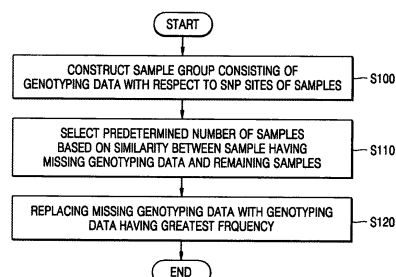 START
CONSTRUCT SAMPLE GROUP CONSISTING OF
GENOTYPING DATA WITH RESPECT TO SNP SITES OF SAMPLES
S100
SELECT PREDETERMINED NUMBER OF SAMPLES
BASED ON SIMILARITY BETWEEN SAMPLE HAVING
MISSING GENOTYPING DATA AND REMAINING SAMPLES
S110
REPLACING MISSING GENOTYPING DATA WITH GENOTYPING
DATA HAVING GREATEST FRQUENCY
S120
END